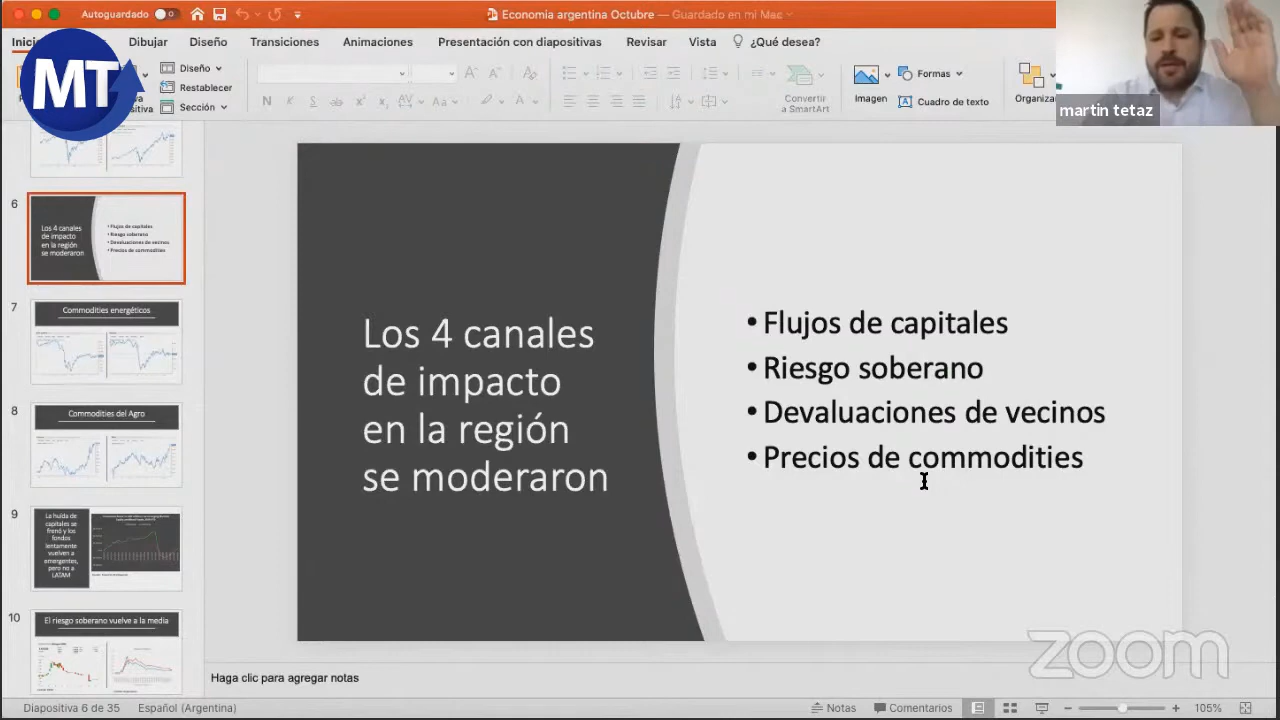 Autoguardado
Economia argentina Octubre — Guardado en mi Mac
Dibujar Diseño Transiciones Animaciones Presentación con diapositivas Revisar Vista ¿Qué desea?
MT
Diseño
Restablecer
Sección
Convertir
a SmartArt
Imagen
Formas
Cuadro de texto
martin tetaz
6
Los 4 canales
de impacto
en la región
se moderaron
• Flujos de capitales
• Riesgo soberano
• Devaluaciones de vecinos
• Precios de commodities
7
Commodities energéticos
8
Commodities del Agro
9
La huida de
capitales se
frenó y los
fondos
lentamente
vuelven a
emergentes,
pero no a
LATAM
10
El riesgo soberano vuelve a la media
Los 4 canales
de impacto
en la región
se moderaron
• Flujos de capitales
• Riesgo soberano
• Devaluaciones de vecinos
• Precios de commodities
zoom
Haga clic para agregar notas
Diapositiva 6 de 35 Español (Argentina) Notas Comentarios 105%